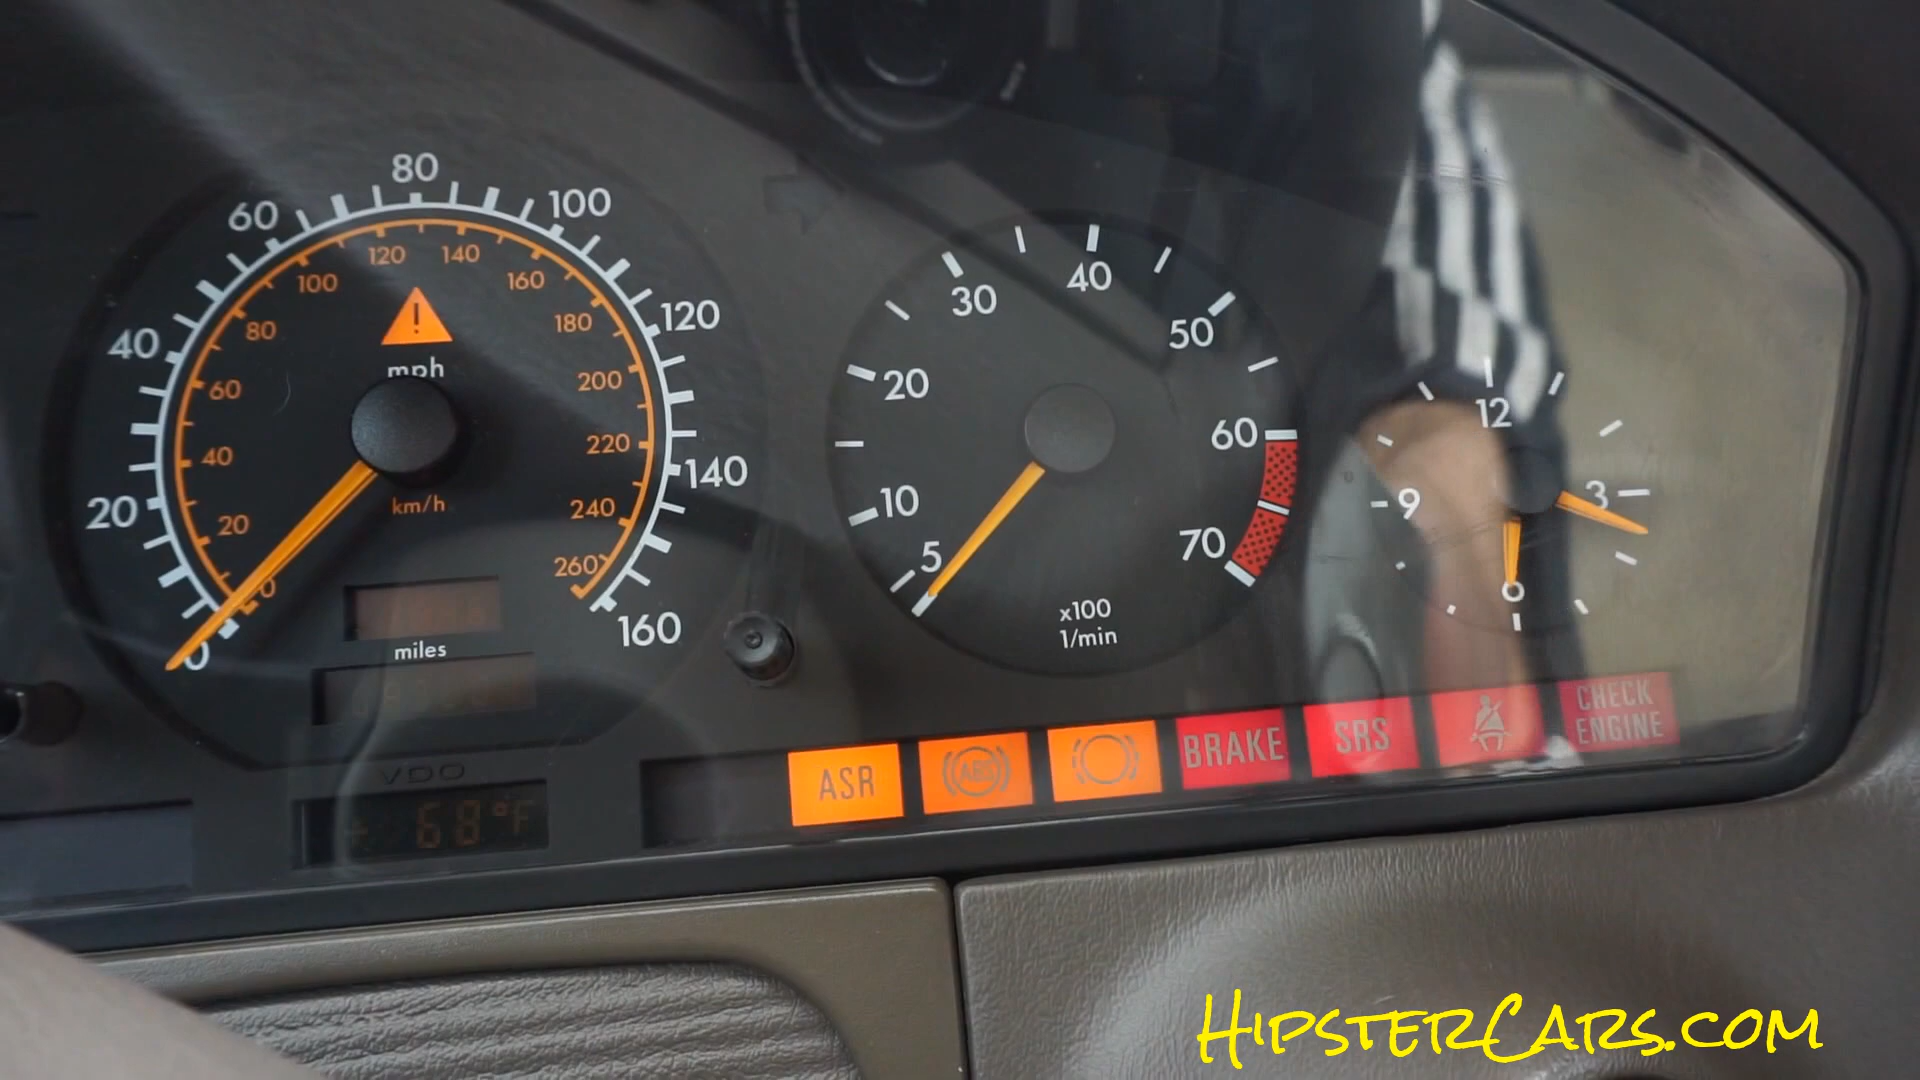 80
60
100
120
140
100
160
40
80
180
120
mph
60
200
40
220
140
20
km/h
20
240
0
260
0
miles
160
VDO
68°F
30
40
50
20
60
10
5
70
x100
1/min
12
9
3
6
ASR
ABS
BRAKE
SRS
CHECK
ENGINE
HipsterCars.com